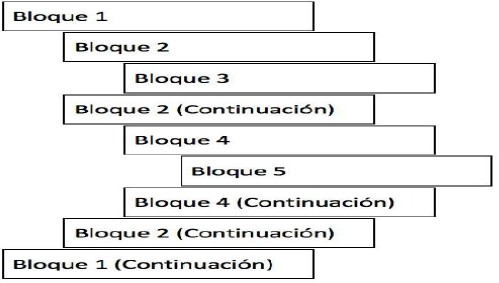 Bloque 1
Bloque 2
Bloque 3
Bloque 2 (Continuación)
Bloque 4
Bloque 5
Bloque 4 (Continuación)
Bloque 2 (Continuación)
Bloque 1 (Continuación)